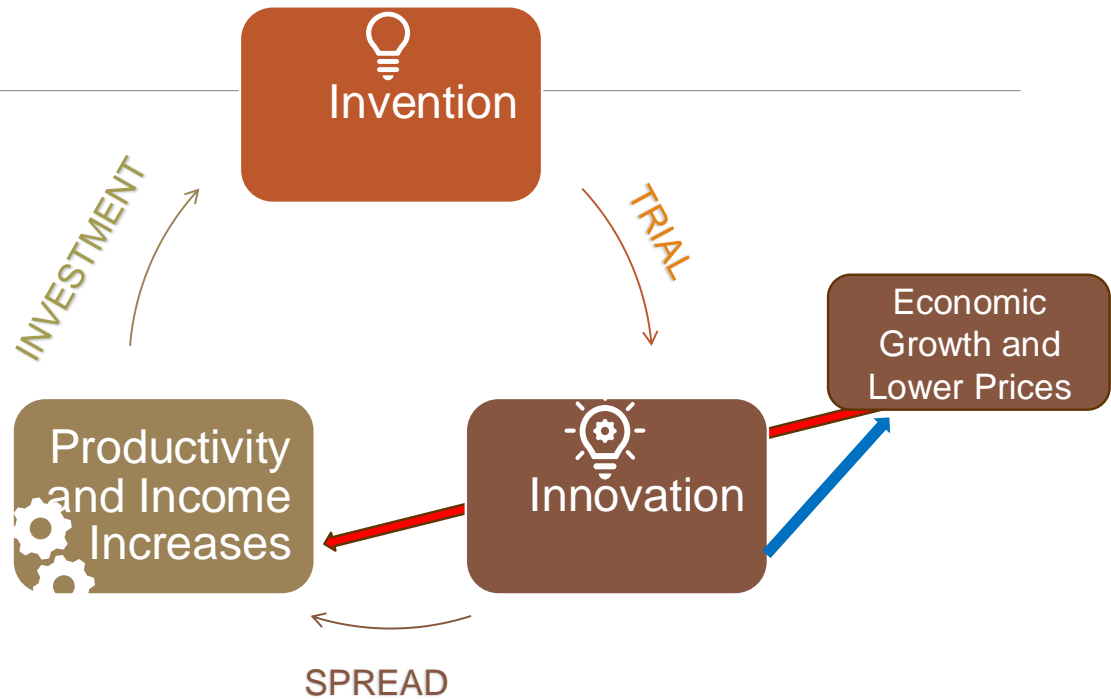 Invention
INVESTMENT
TRIAL
Economic
Growth and
Lower Prices
Productivity
and Income
Increases
Innovation
SPREAD